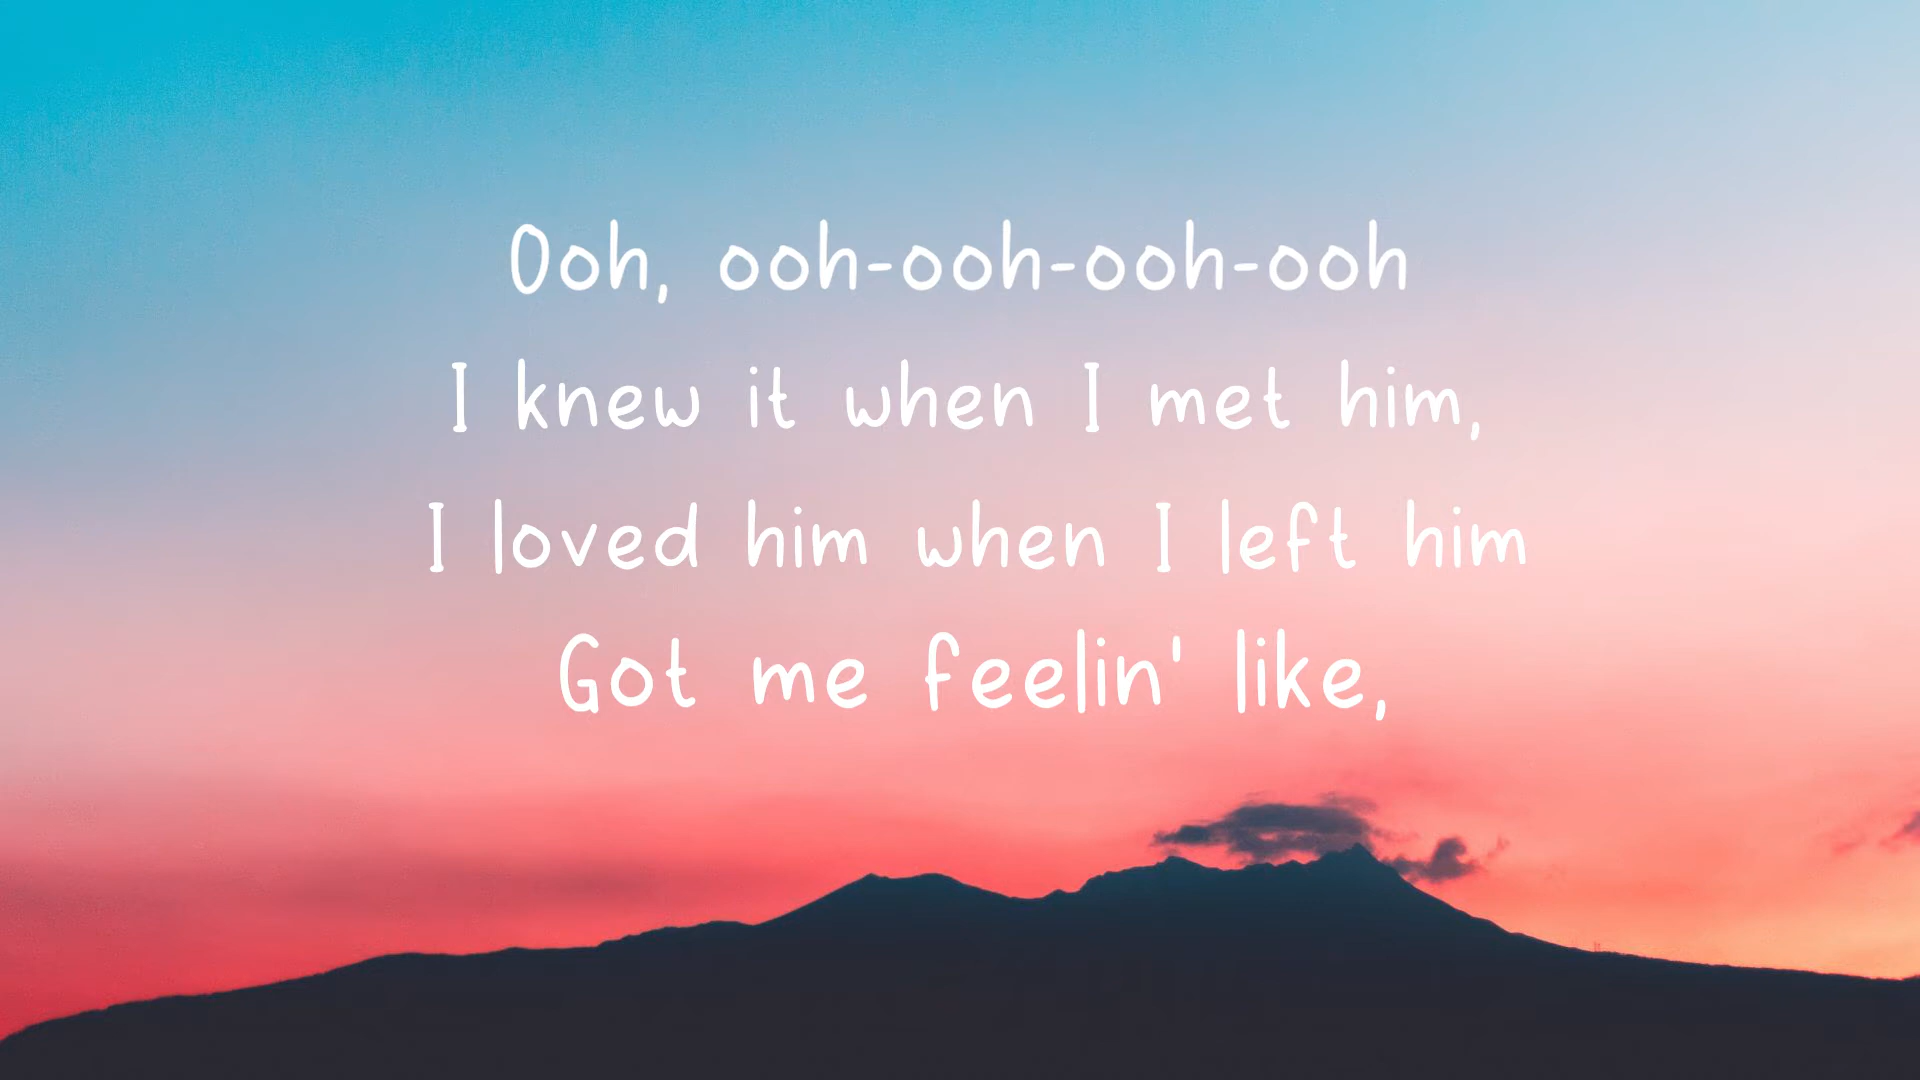 Ooh, ooh-ooh-ooh-ooh
I knew it when I met him,
I loved him when I left him
Got me feelin' like,